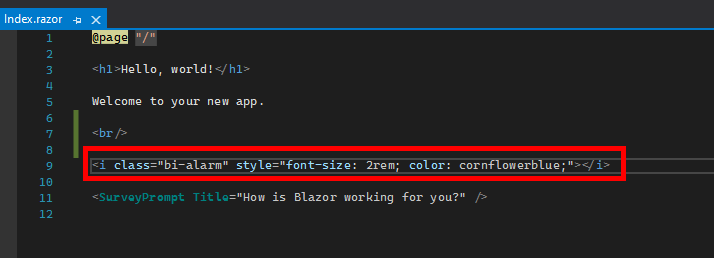 Index.razor
1 @page "/"
2
3 <h1>Hello, world!</h1>
4
5 Welcome to your new app.
6
7 <br/>
8
9 <i class="bi-alarm" style="font-size: 2rem; color: cornflowerblue;"></i>
10
11 <SurveyPrompt Title="How is Blazor working for you?" />
12